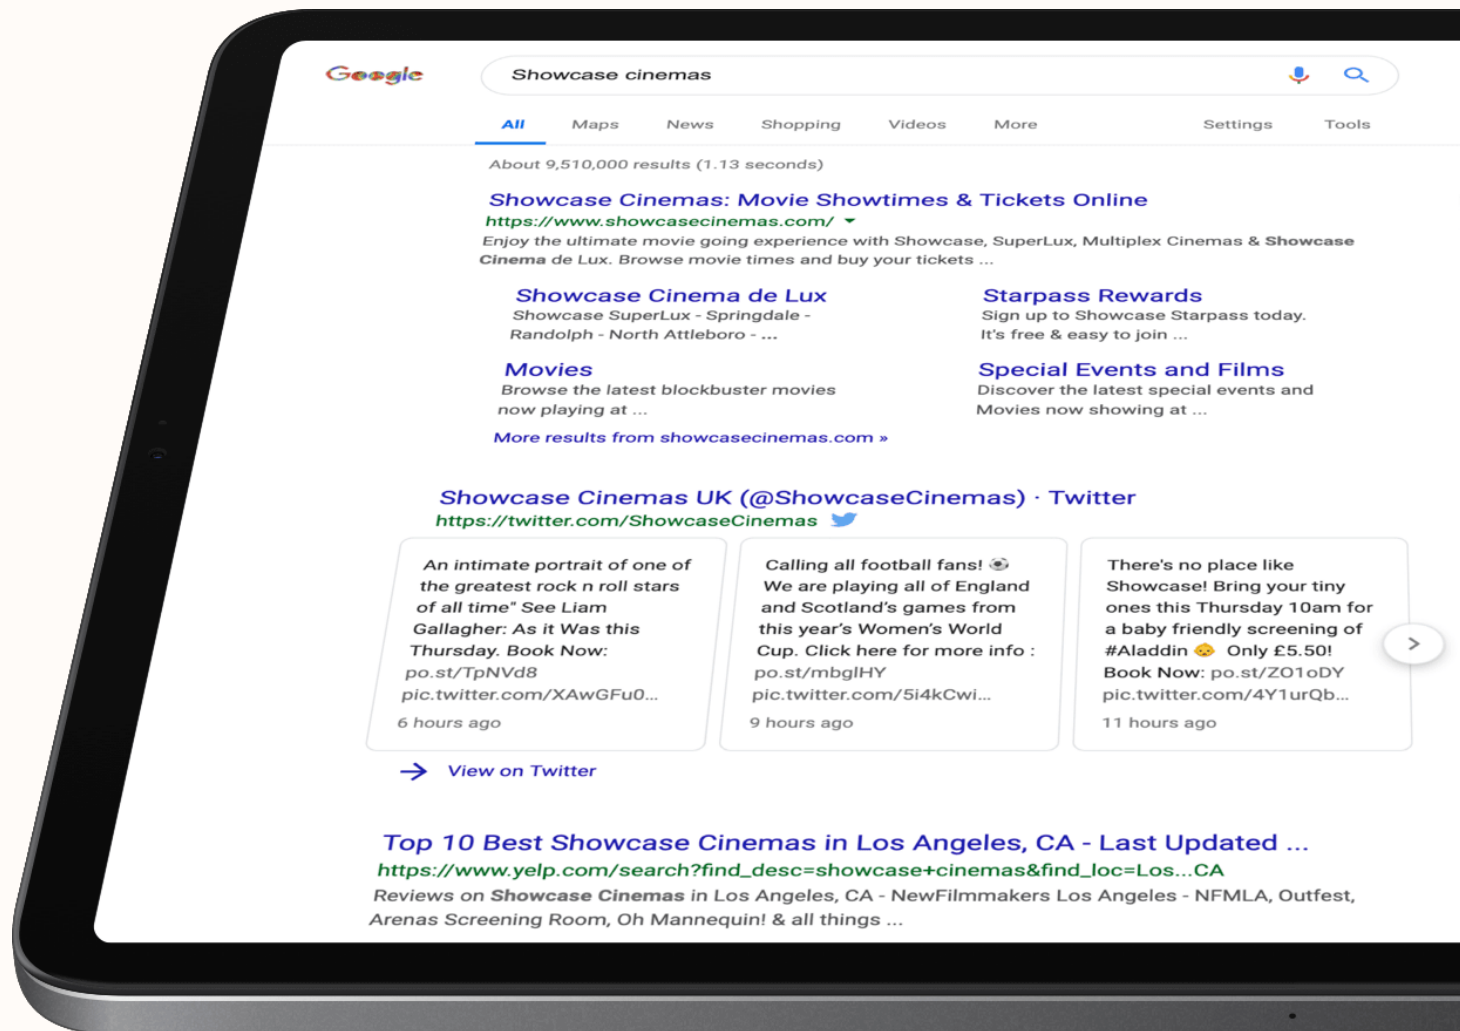 Google
Showcase cinemas
All Maps News Shopping Videos More Settings Tools
About 9,510,000 results (1.13 seconds)
Showcase Cinemas: Movie Showtimes & Tickets Online
https://www.showcasecinemas.com/
Enjoy the ultimate movie going experience with Showcase, SuperLux, Multiplex Cinemas & Showcase
Cinema de Lux. Browse movie times and buy your tickets ...
Showcase Cinema de Lux
Showcase SuperLux - Springdale -
Randolph - North Attleboro - ...
Starpass Rewards
Sign up to Showcase Starpass today.
It's free & easy to join ...
Movies
Browse the latest blockbuster movies
now playing at ...
Special Events and Films
Discover the latest special events and
Movies now showing at ...
More results from showcasecinemas.com »
Showcase Cinemas UK (@ShowcaseCinemas) · Twitter
https://twitter.com/ShowcaseCinemas
An intimate portrait of one of
the greatest rock n roll stars
of all time" See Liam
Gallagher: As it Was this
Thursday. Book Now:
po.st/TpNVd8
pic.twitter.com/XAwGFu0...
6 hours ago
Calling all football fans! ⚽
We are playing all of England
and Scotland's games from
this year's Women's World
Cup. Click here for more info :
po.st/mbglHY
pic.twitter.com/5i4kCwi...
9 hours ago
There's no place like
Showcase! Bring your tiny
ones this Thursday 10am for
a baby friendly screening of
#Aladdin 👶 Only £5.50!
Book Now: po.st/ZO1oDY
pic.twitter.com/4Y1urQb...
11 hours ago
View on Twitter
Top 10 Best Showcase Cinemas in Los Angeles, CA - Last Updated ...
https://www.yelp.com/search?find_desc=showcase+cinemas&find_loc=Los...CA
Reviews on Showcase Cinemas in Los Angeles, CA - NewFilmmakers Los Angeles - NFMLA, Outfest,
Arenas Screening Room, Oh Mannequin! & all things ...